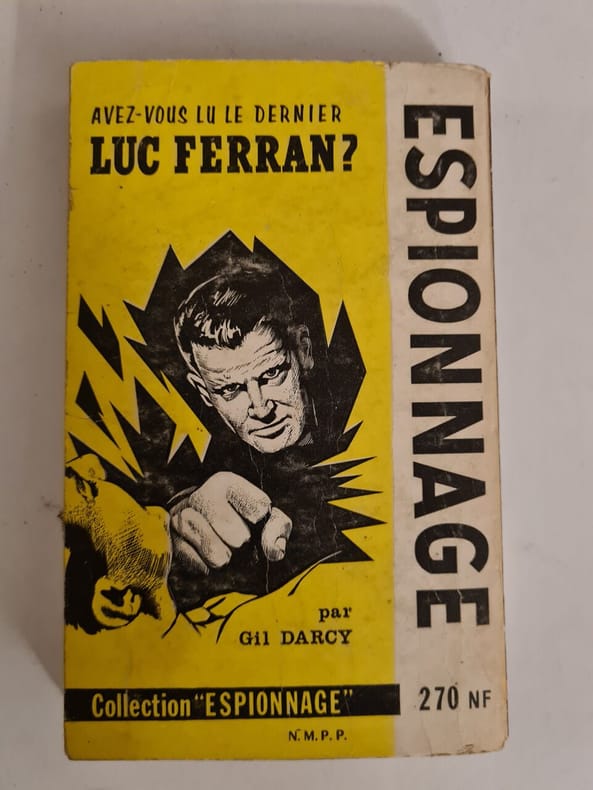 AVEZ-VOUS LU LE DERNIER
LUC FERRAN?
ESPIONNAGE
par
Gil DARCY
Collection "ESPIONNAGE"
270 NF
N.M.P.P.